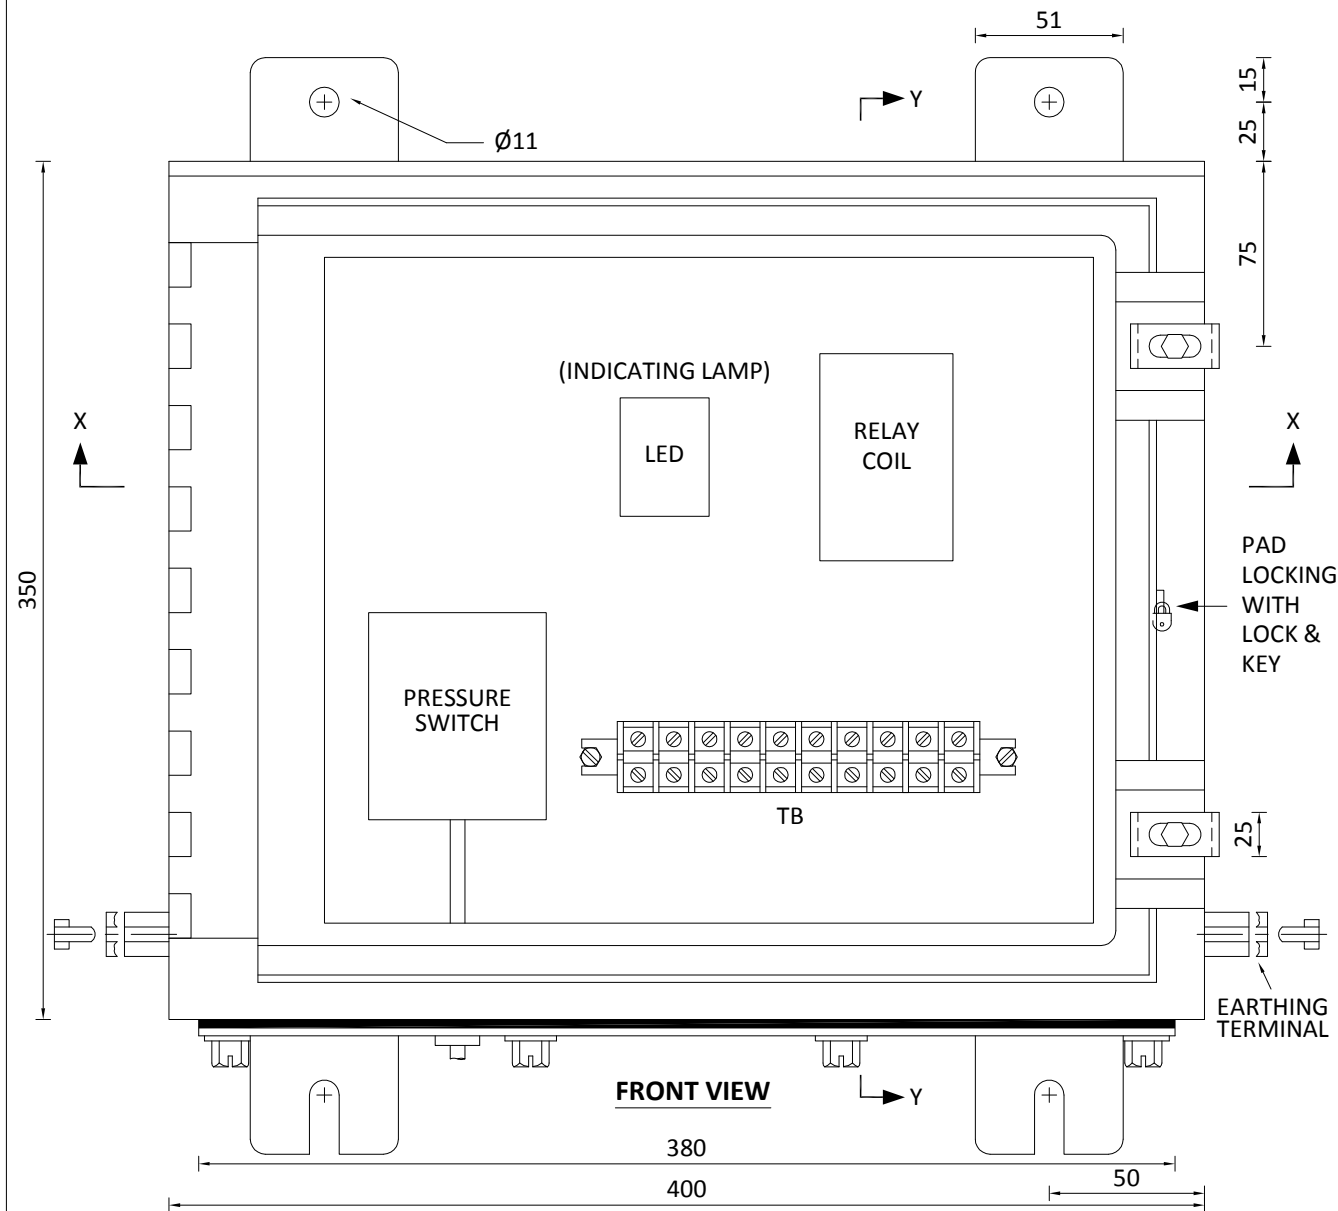 51
15
Y
Ø11
25
75
(INDICATING LAMP)
LED
RELAY
COIL
X
X
350
PAD
LOCKING
WITH
LOCK &
KEY
PRESSURE
SWITCH
TB
25
EARTHING
TERMINAL
FRONT VIEW
Y
380
50
400